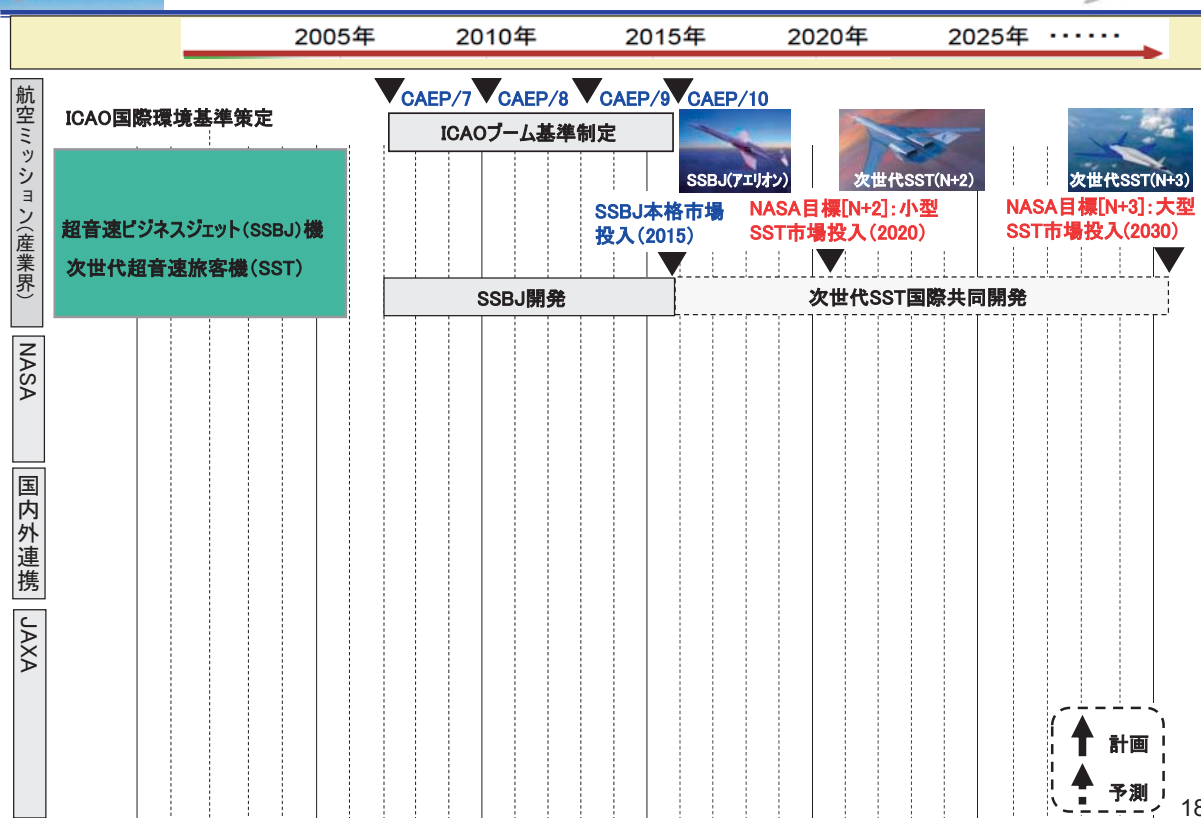 2005年 2010年 2015年 2020年 2025年 ‥‥‥
航空ミッション(産業界)
ICAO国際環境基準策定
CAEP/7 CAEP/8 CAEP/9 CAEP/10
ICAOブーム基準制定
超音速ビジネスジェット(SSBJ)機
次世代超音速旅客機(SST)
SSBJ(アエリオン)
次世代SST(N+2)
次世代SST(N+3)
SSBJ本格市場
投入(2015)
NASA目標[N+2]:小型
SST市場投入(2020)
NASA目標[N+3]:大型
SST市場投入(2030)
SSBJ開発
次世代SST国際共同開発
NASA
国内外連携
JAXA
計画
予測
18